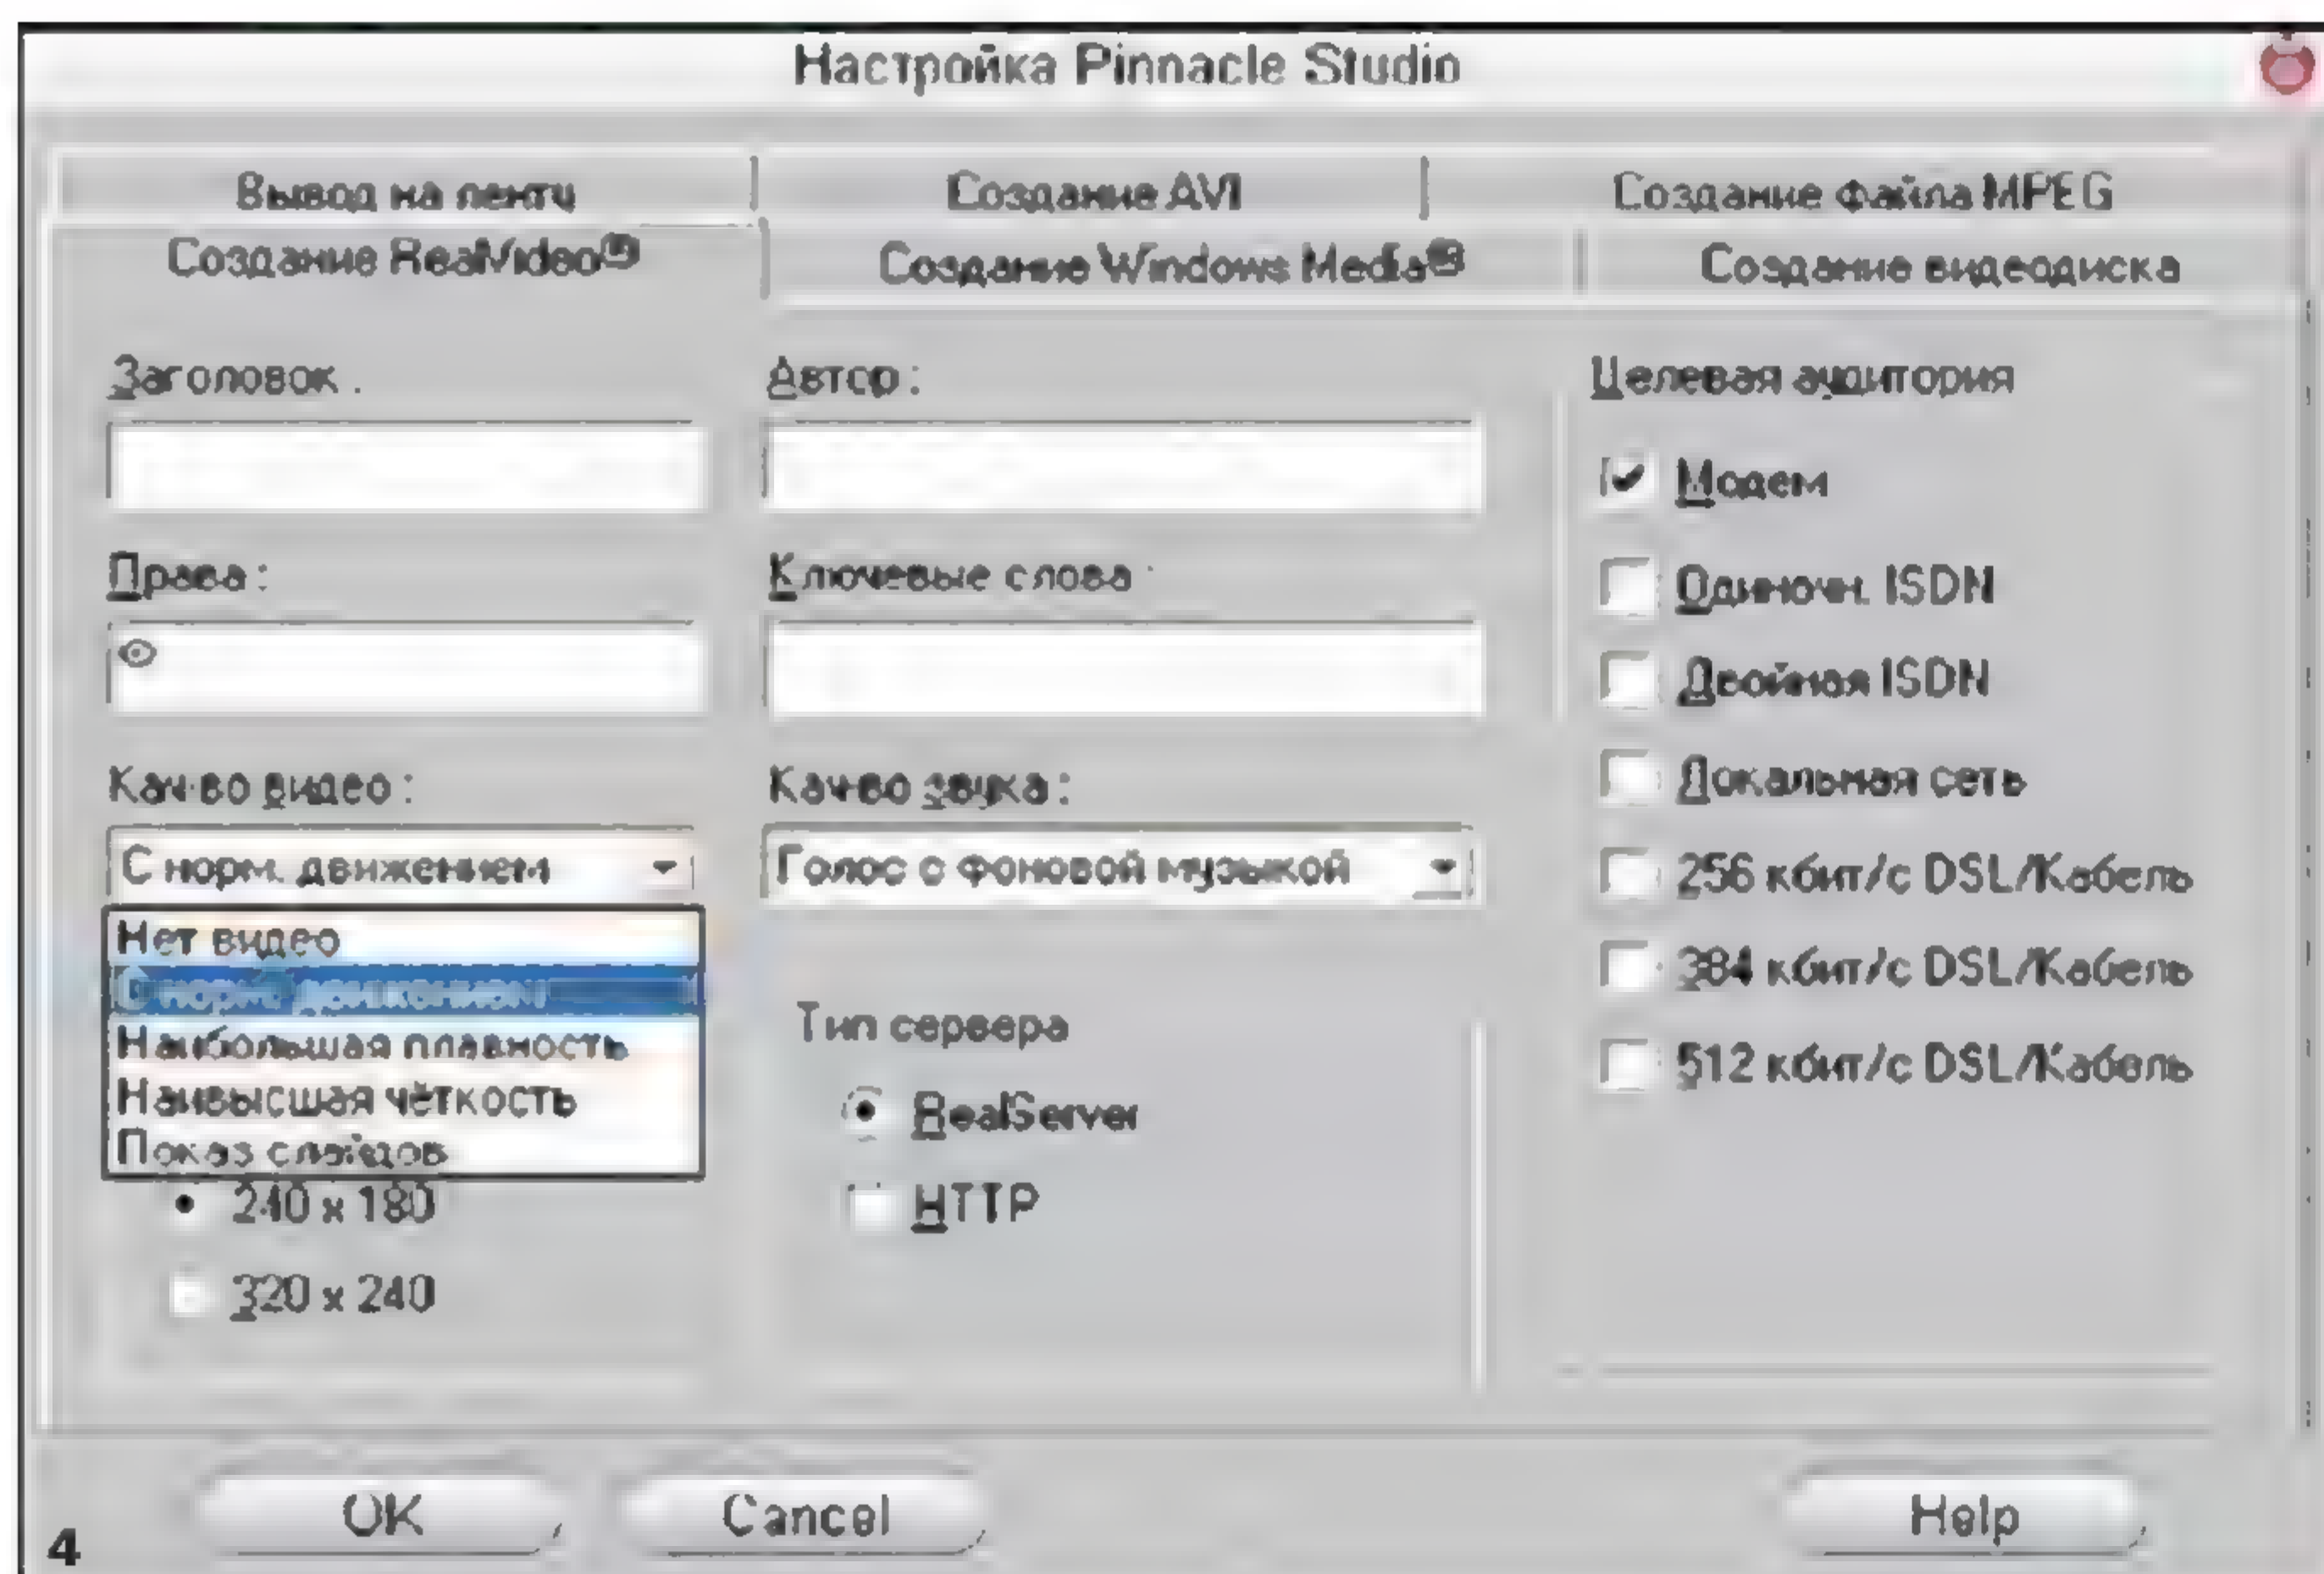 Настройка Pinnacle Studio
Вывод на ленту
Создание AVI
Создание файла MPEG
Создание RealVideo
Создание Windows Media
Создание видеодиска
Заголовок :
Автор :
Целевая аудитория
Модем
Права :
Ключевые слова :
Одиночн. ISDN
Двойная ISDN
Кач-во видео :
Кач-во звука :
Локальная сеть
С норм. движением
Голос с фоновой музыкой
256 кбит/с DSL/Кабель
Нет видео
С норм. движением
384 кбит/с DSL/Кабель
Наибольшая плавность
Тип сервера
512 кбит/с DSL/Кабель
Наивысшая чёткость
RealServer
Показ слайдов
240 x 180
HTTP
320 x 240
OK
Cancel
Help
4